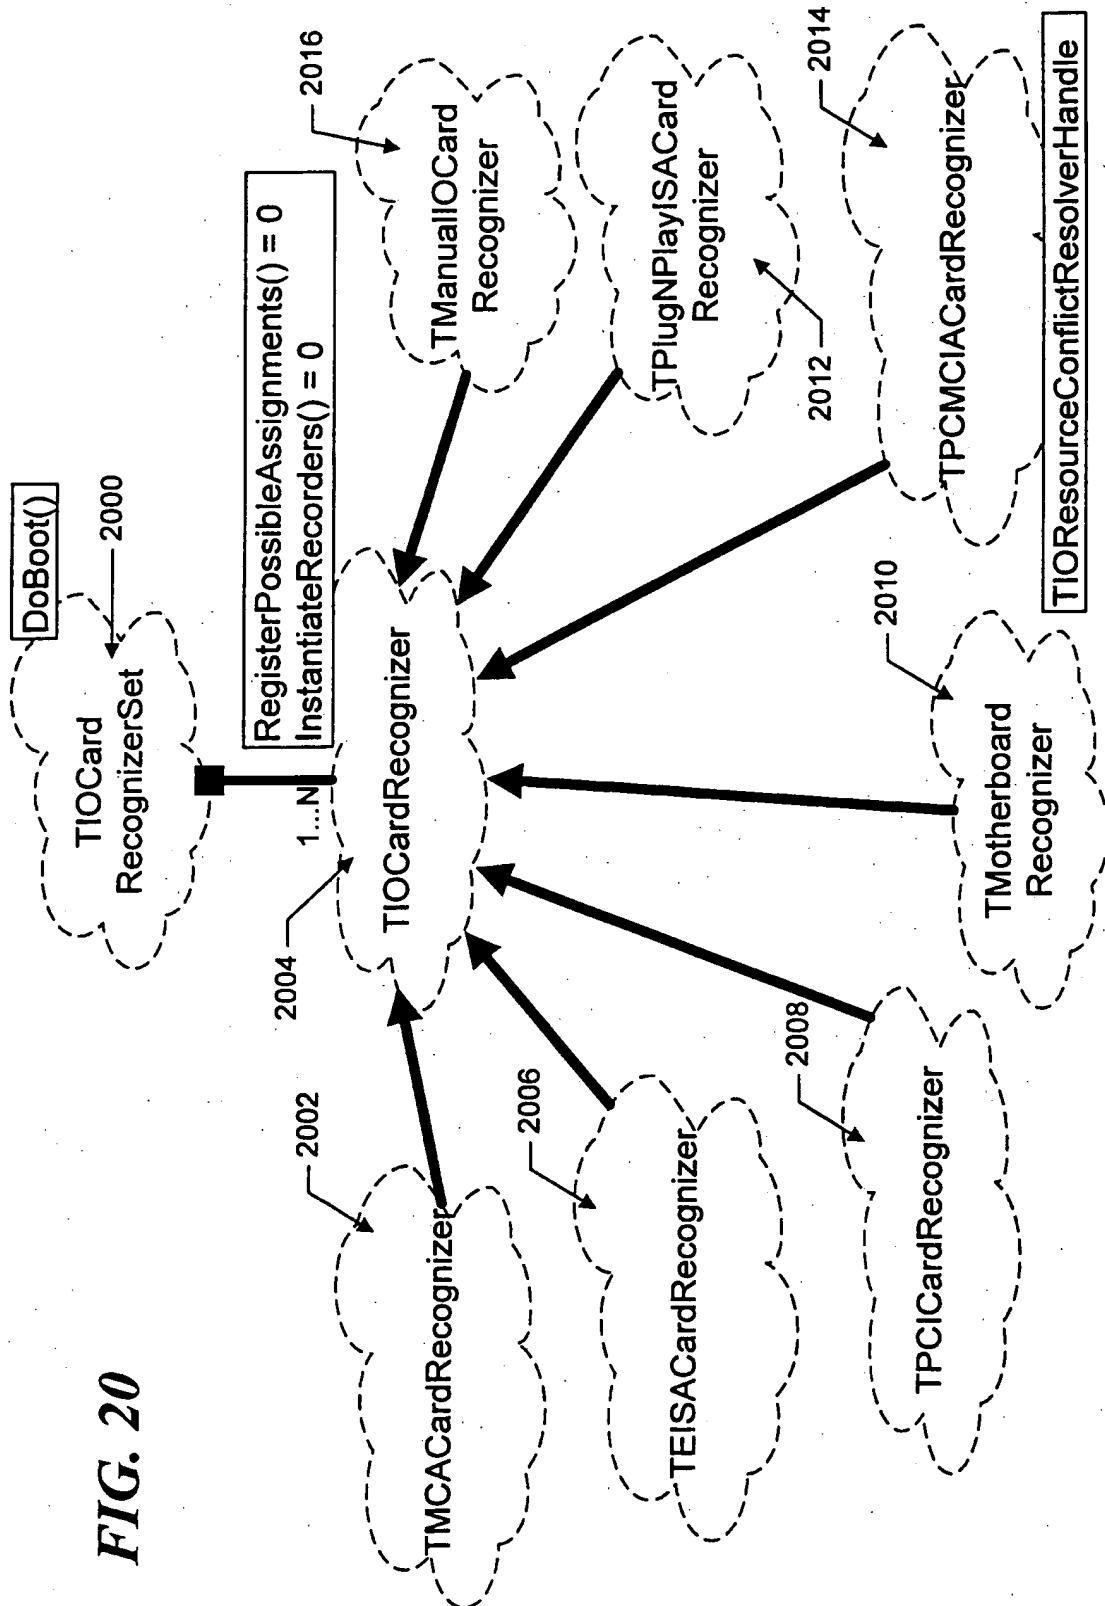 FIG. 20
DoBoot()
2000
TIOCard
RecognizerSet
RegisterPossibleAssignments() = 0
InstantiateRecorders() = 0
1...N
2004
TIOCardRecognizer
2002
TMCACardRecognizer
2016
TManualIOCard
Recognizer
2006
TEISACardRecognizer
TPlugNPlayISACard
Recognizer
2012
2008
TPCICardRecognizer
2010
TMotherboard
Recognizer
2014
TPCMCIACardRecognizer
TIOResourceConflictResolverHandle